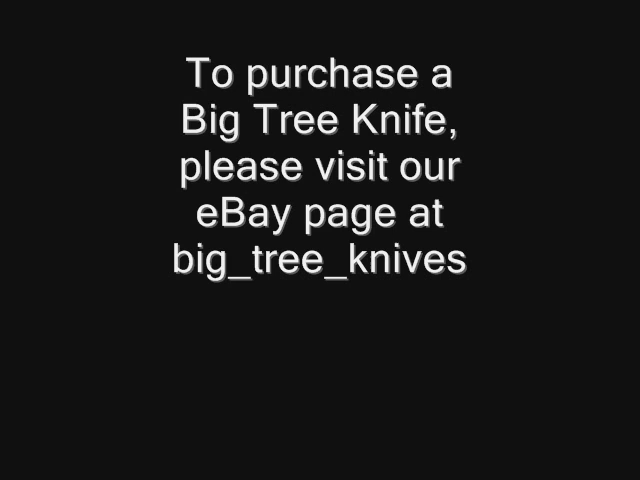 To purchase a
Big Tree Knife,
please visit our
eBay page at
big_tree_knives